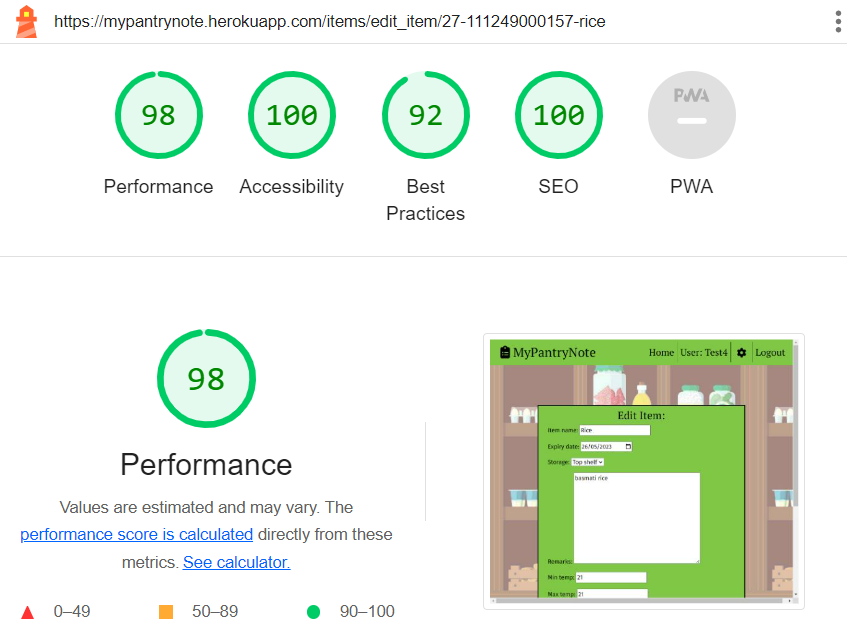 https://mypantrynote.herokuapp.com/items/edit_item/27-111249000157-rice
98 100 92 100 PWA
Performance Accessibility Best Practices SEO PWA
98
Performance
Values are estimated and may vary. The
performance score is calculated directly from these
metrics. See calculator.
0–49 50–89 90–100
MyPantryNote Home User: Test4 Logout
Edit Item:
Item name: Rice
Expiry date: 26/05/2023
Storage: Top shelf
basmati rice
Remarks:
Min temp: 21
Max temp: 21